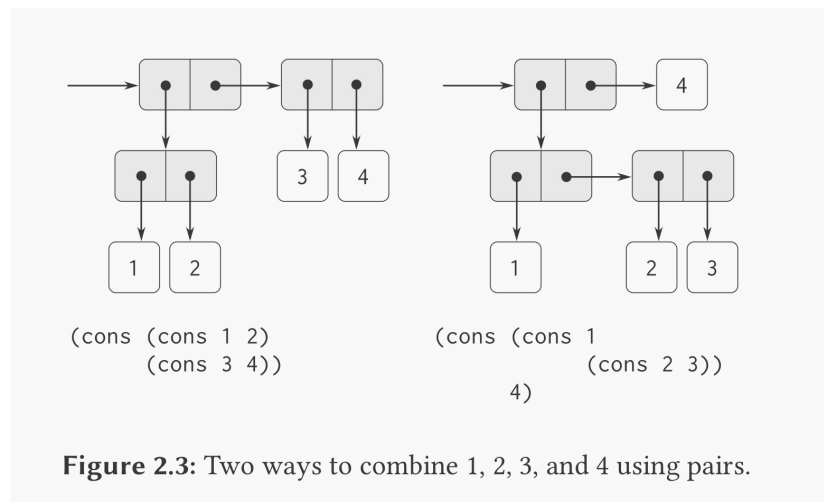 4
3 4
1 2
1
2 3
(cons (cons 1 2)
(cons 3 4))
(cons (cons 1
(cons 2 3))
4)
Figure 2.3: Two ways to combine 1, 2, 3, and 4 using pairs.